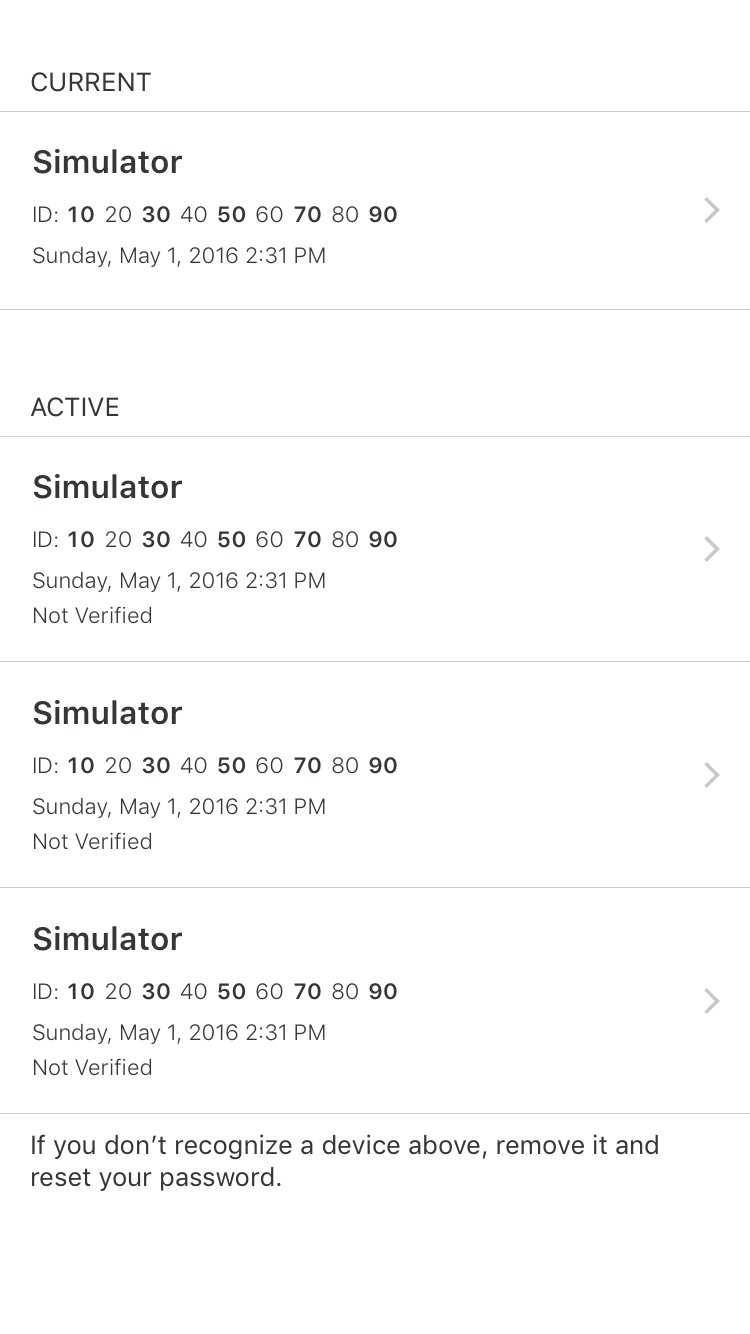 CURRENT
Simulator
ID: 10 20 30 40 50 60 70 80 90
Sunday, May 1, 2016 2:31 PM
ACTIVE
Simulator
ID: 10 20 30 40 50 60 70 80 90
Sunday, May 1, 2016 2:31 PM
Not Verified
Simulator
ID: 10 20 30 40 50 60 70 80 90
Sunday, May 1, 2016 2:31 PM
Not Verified
Simulator
ID: 10 20 30 40 50 60 70 80 90
Sunday, May 1, 2016 2:31 PM
Not Verified
If you don’t recognize a device above, remove it and
reset your password.